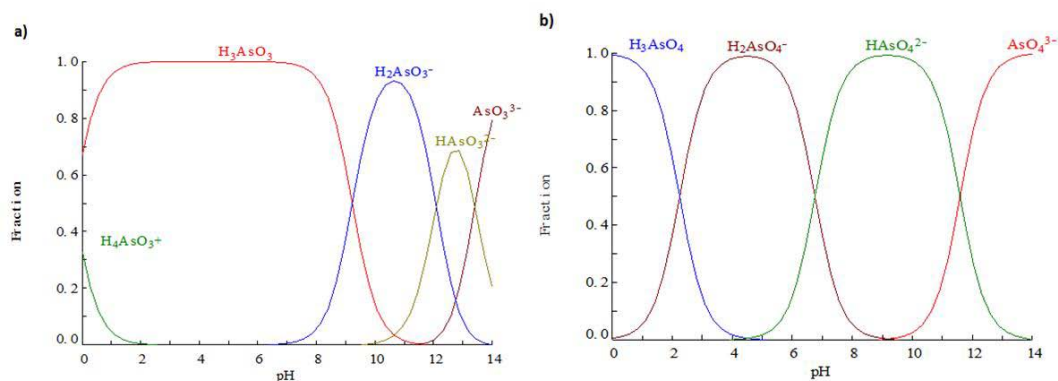 a)
H₃AsO₃
H₂AsO₃⁻
AsO₃³⁻
HAsO₃²⁻
H₄AsO₃+
1.0
0.8
0.6
0.4
0.2
0.0
Fraction
0 2 4 6 8 10 12 14
pH
b)
H₃AsO₄
H₂AsO₄⁻
HAsO₄²⁻
AsO₄³⁻
1.0
0.8
0.6
0.4
0.2
0.0
Fraction
0 2 4 6 8 10 12 14
pH